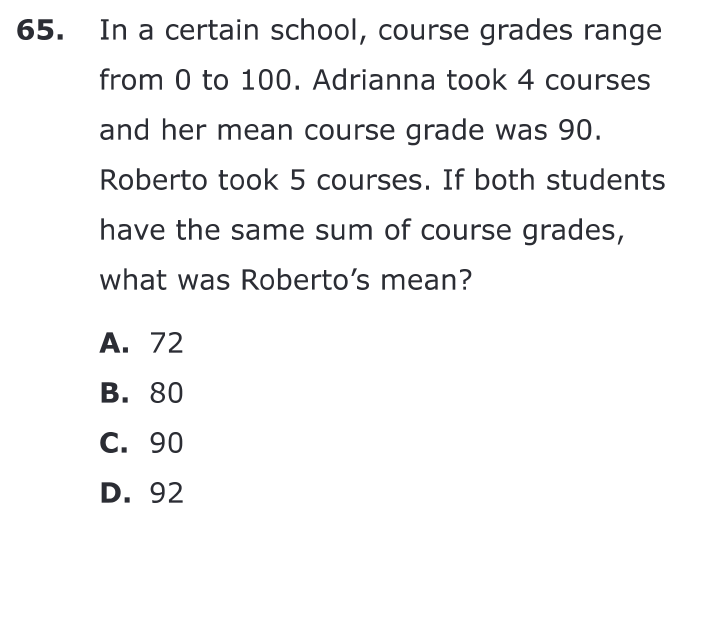 65. In a certain school, course grades range
from 0 to 100. Adrianna took 4 courses
and her mean course grade was 90.
Roberto took 5 courses. If both students
have the same sum of course grades,
what was Roberto’s mean?
A. 72
B. 80
C. 90
D. 92